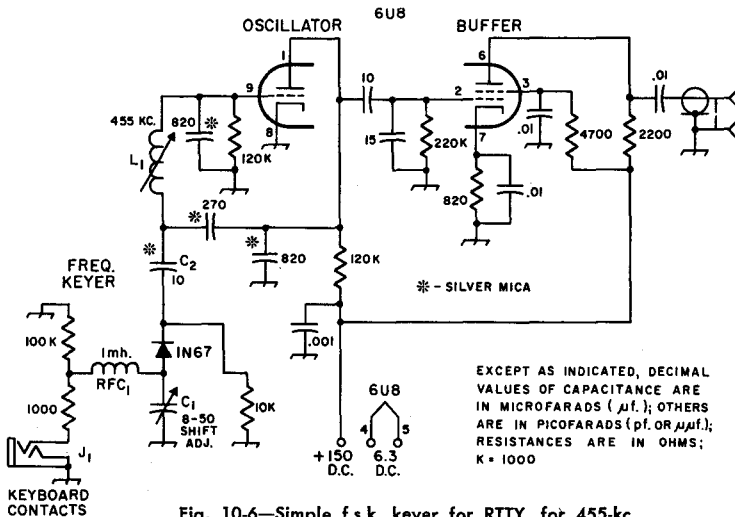 OSCILLATOR
6U8
BUFFER
1
6
9
10
2
3
.01
455 KC.
820
8
7
L1
120K
15
220K
.01
4700
2200
270
820
.01
FREQ.
KEYER
C2
10
820
120K
- SILVER MICA
100K
1mh.
RFC1
1N67
.001
1000
C1
8-50
SHIFT
ADJ.
10K
6U8
4
5
J1
+150
D.C.
6.3
D.C.
KEYBOARD
CONTACTS
EXCEPT AS INDICATED, DECIMAL
VALUES OF CAPACITANCE ARE
IN MICROFARADS (µf.); OTHERS
ARE IN PICOFARADS (pf. OR µµf.);
RESISTANCES ARE IN OHMS;
K = 1000
Fig. 10-6—Simple f.s.k. keyer for RTTY, for 455-kc.